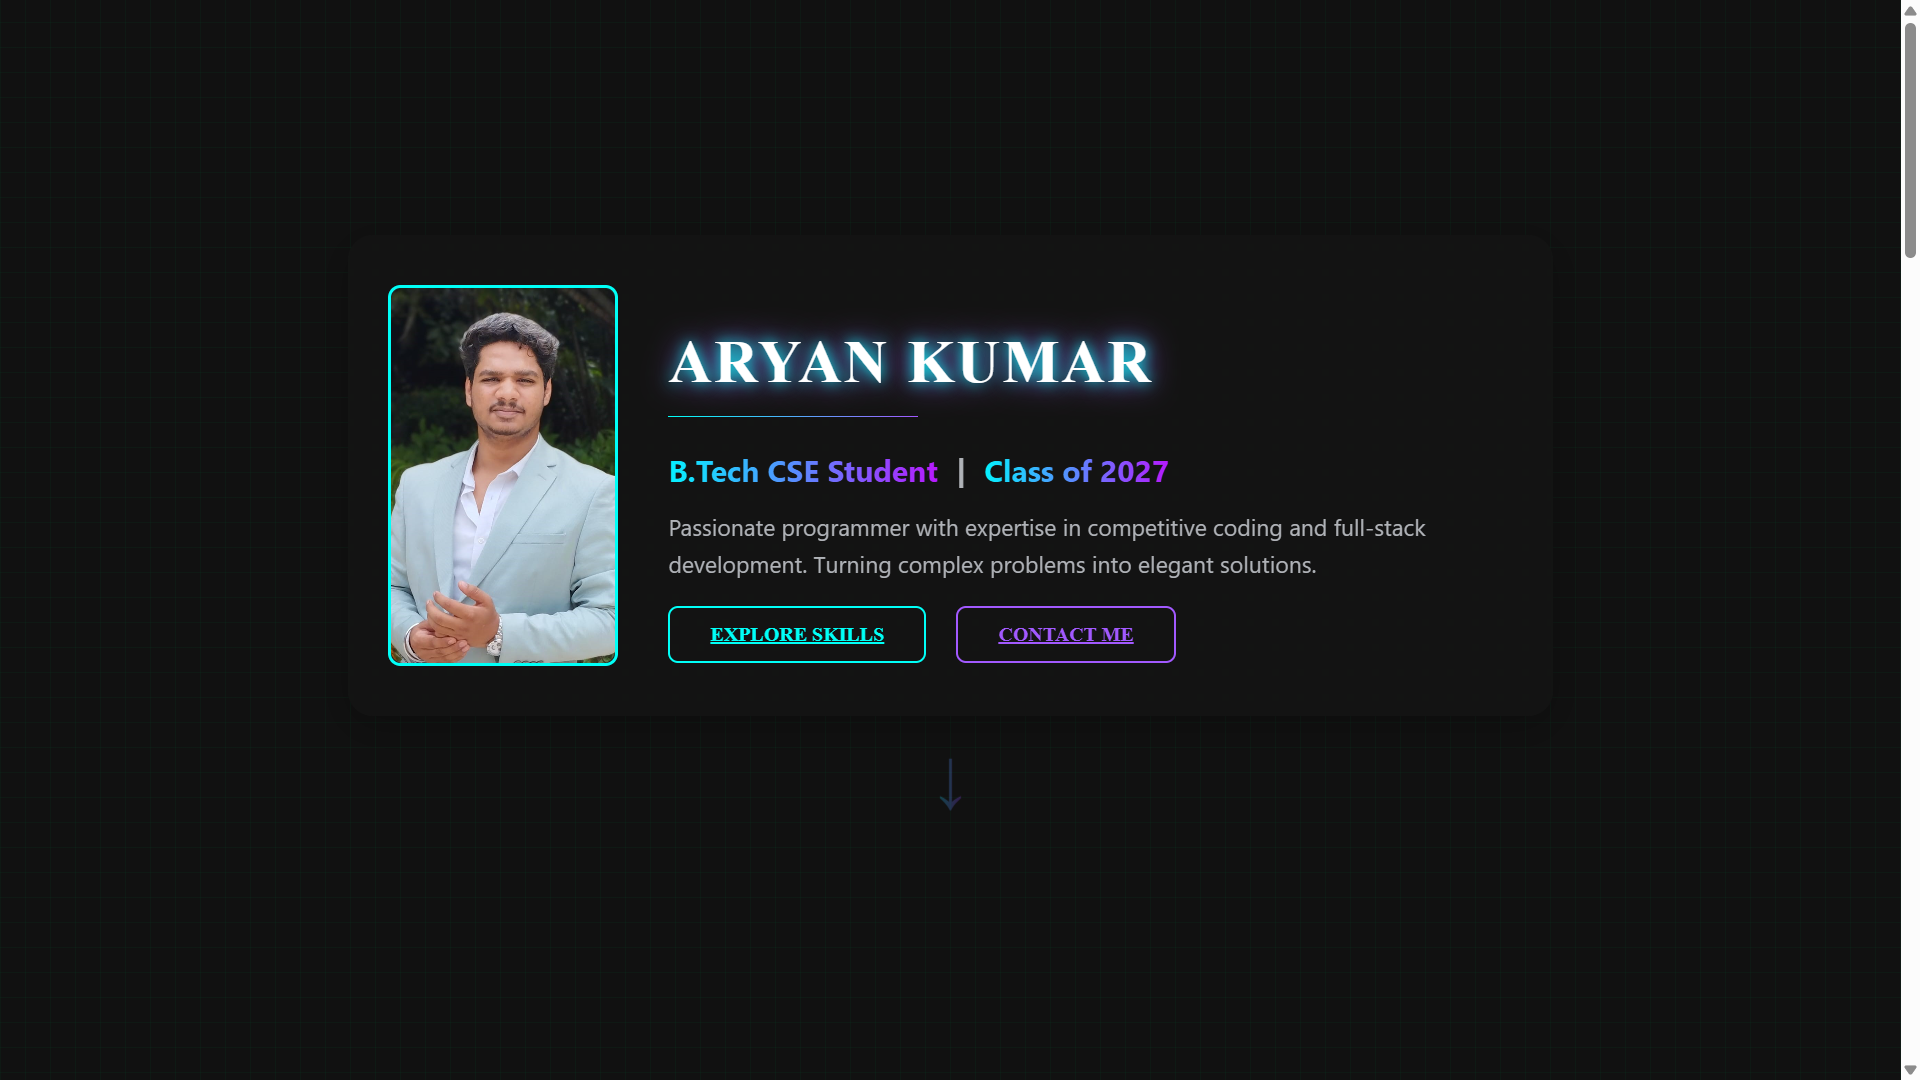 ARYAN KUMAR
B.Tech CSE Student | Class of 2027
Passionate programmer with expertise in competitive coding and full-stack
development. Turning complex problems into elegant solutions.
EXPLORE SKILLS
CONTACT ME